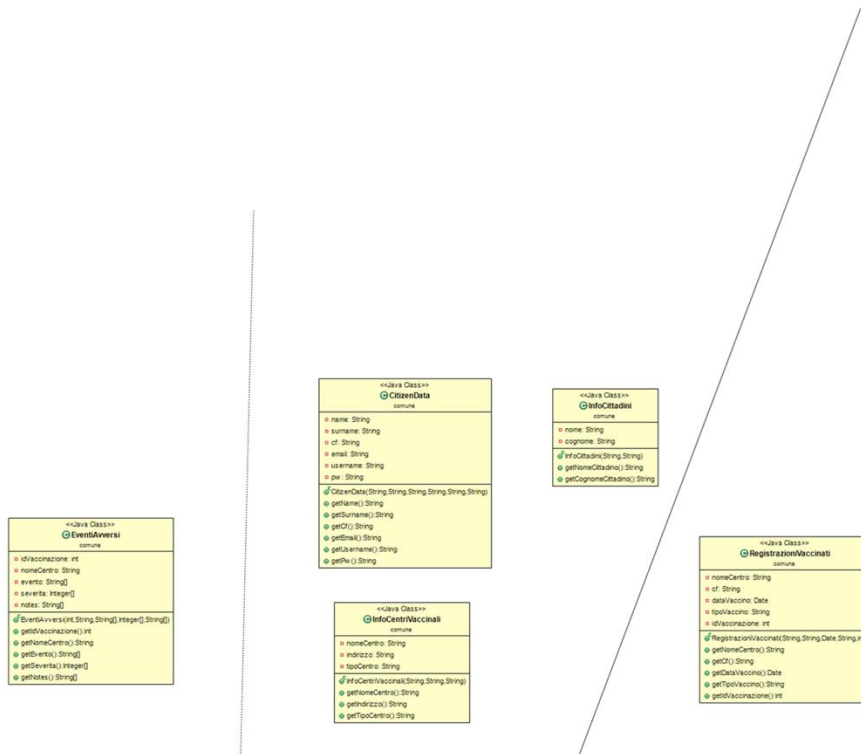 <<Java Class>>
CitizenData
comune
name: String
surname: String
cf: String
email: String
username: String
pw: String
CitizenData(String,String,String,String,String,String)
getName():String
getSurname():String
getCf():String
getEmail():String
getUsername():String
getPw():String
<<Java Class>>
InfoCittadini
comune
nome: String
cognome: String
InfoCittadini(String,String)
getNomeCittadino():String
getCognomeCittadino():String
<<Java Class>>
EventiAvversi
comune
idVaccinazione: int
nomeCentro: String
evento: String[]
severita: Integer[]
notes: String[]
EventiAvversi(int,String,String[],Integer[],String[])
getIdVaccinazione():int
getNomeCentro():String
getEvento():String[]
getSeverita():Integer[]
getNotes():String[]
<<Java Class>>
InfoCentriVaccinali
comune
nomeCentro: String
indirizzo: String
tipoCentro: String
InfoCentriVaccinali(String,String,String)
getNomeCentro():String
getIndirizzo():String
getTipoCentro():String
<<Java Class>>
RegistrazioniVaccinati
comune
nomeCentro: String
cf: String
dataVaccino: Date
tipoVaccino: String
idVaccinazione: int
RegistrazioniVaccinati(String,String,Date,String,in
getNomeCentro():String
getCf():String
getDataVaccino():Date
getTipoVaccino():String
getIdVaccinazione():int